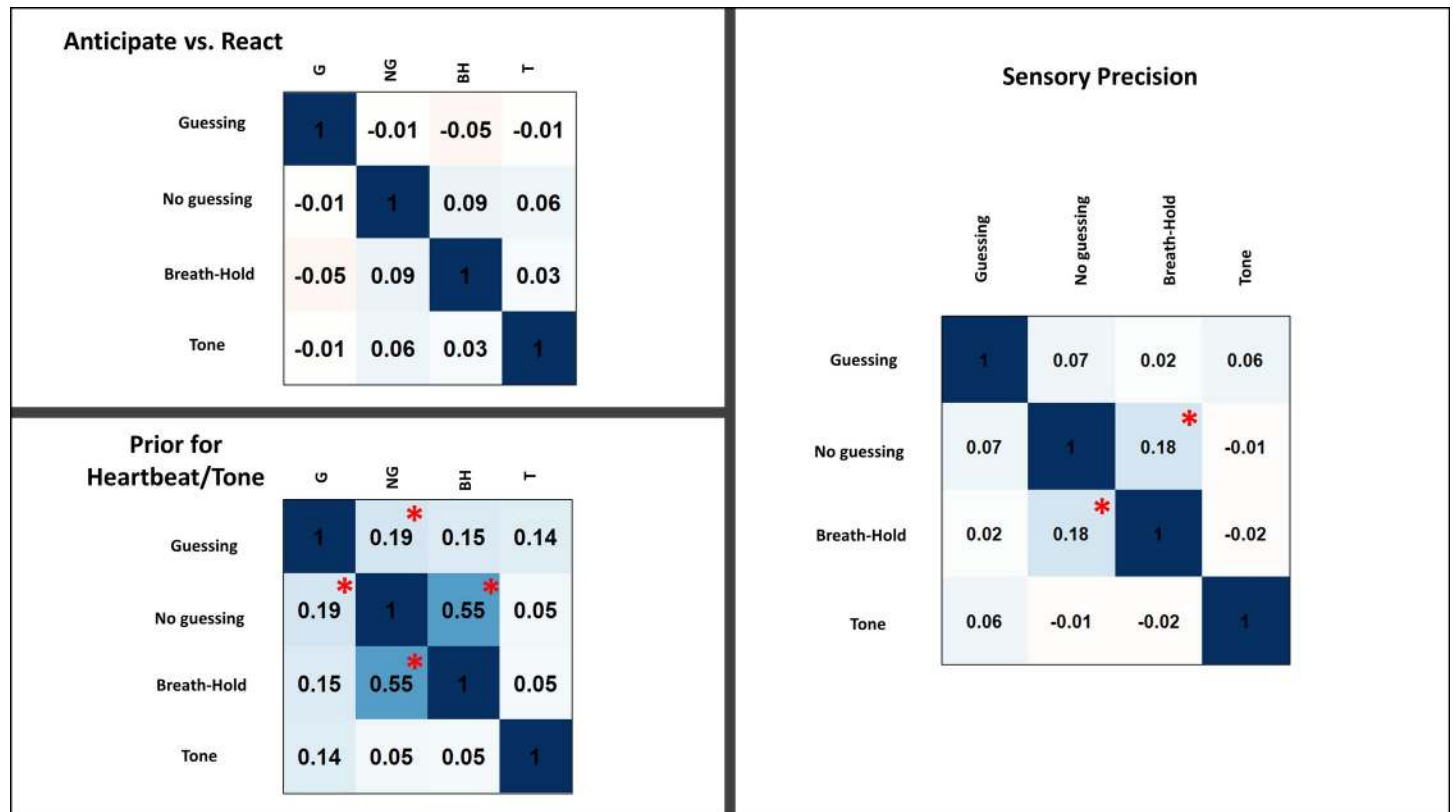 Anticipate vs. React
G NG BH T
Guessing 1 -0.01 -0.05 -0.01
No guessing -0.01 1 0.09 0.06
Breath-Hold -0.05 0.09 1 0.03
Tone -0.01 0.06 0.03 1
Prior for
Heartbeat/Tone
G NG BH T
Guessing 1 0.19 * 0.15 0.14
No guessing 0.19 * 1 0.55 * 0.05
Breath-Hold 0.15 0.55 * 1 0.05
Tone 0.14 0.05 0.05 1
Sensory Precision
Guessing No guessing Breath-Hold Tone
Guessing 1 0.07 0.02 0.06
No guessing 0.07 1 0.18 * -0.01
Breath-Hold 0.02 0.18 * 1 -0.02
Tone 0.06 -0.01 -0.02 1